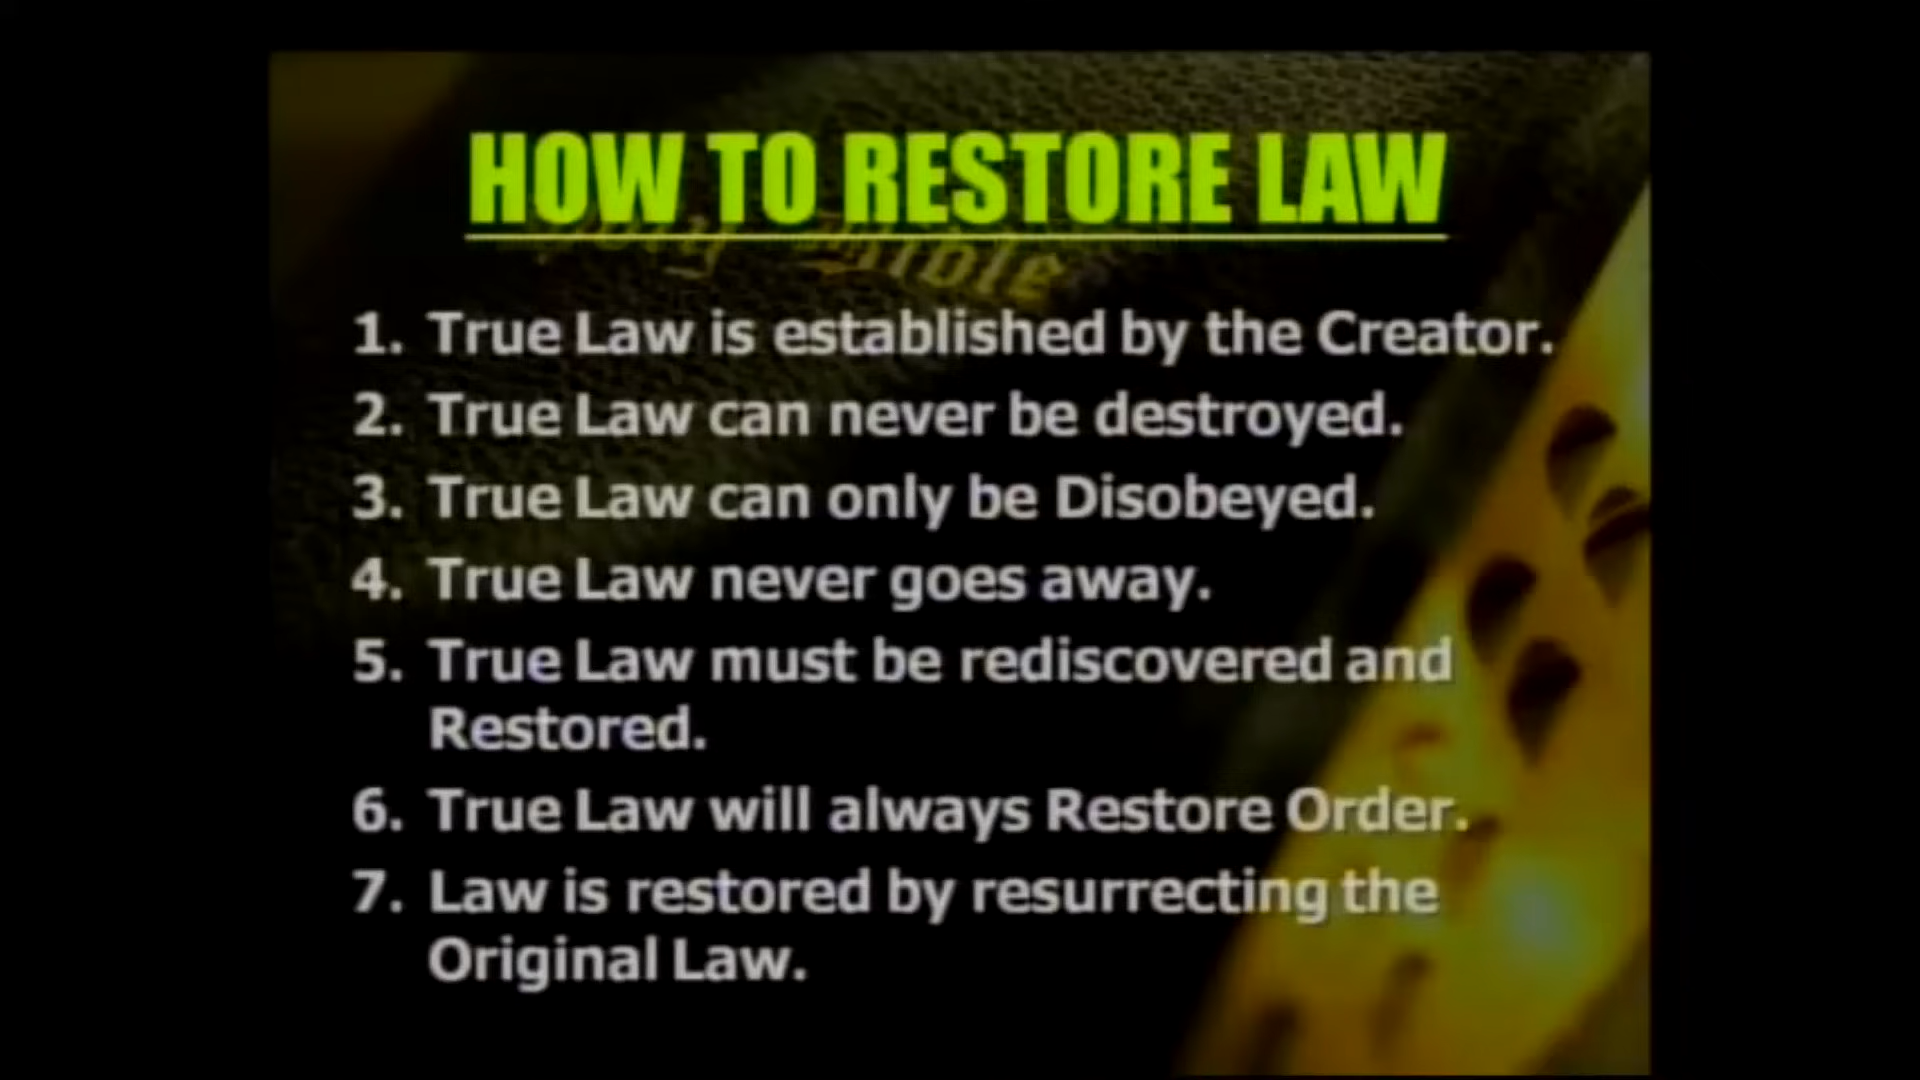 HOW TO RESTORE LAW
Holy Bible
1. True Law is established by the Creator.
2. True Law can never be destroyed.
3. True Law can only be Disobeyed.
4. True Law never goes away.
5. True Law must be rediscovered and
Restored.
6. True Law will always Restore Order.
7. Law is restored by resurrecting the
Original Law.